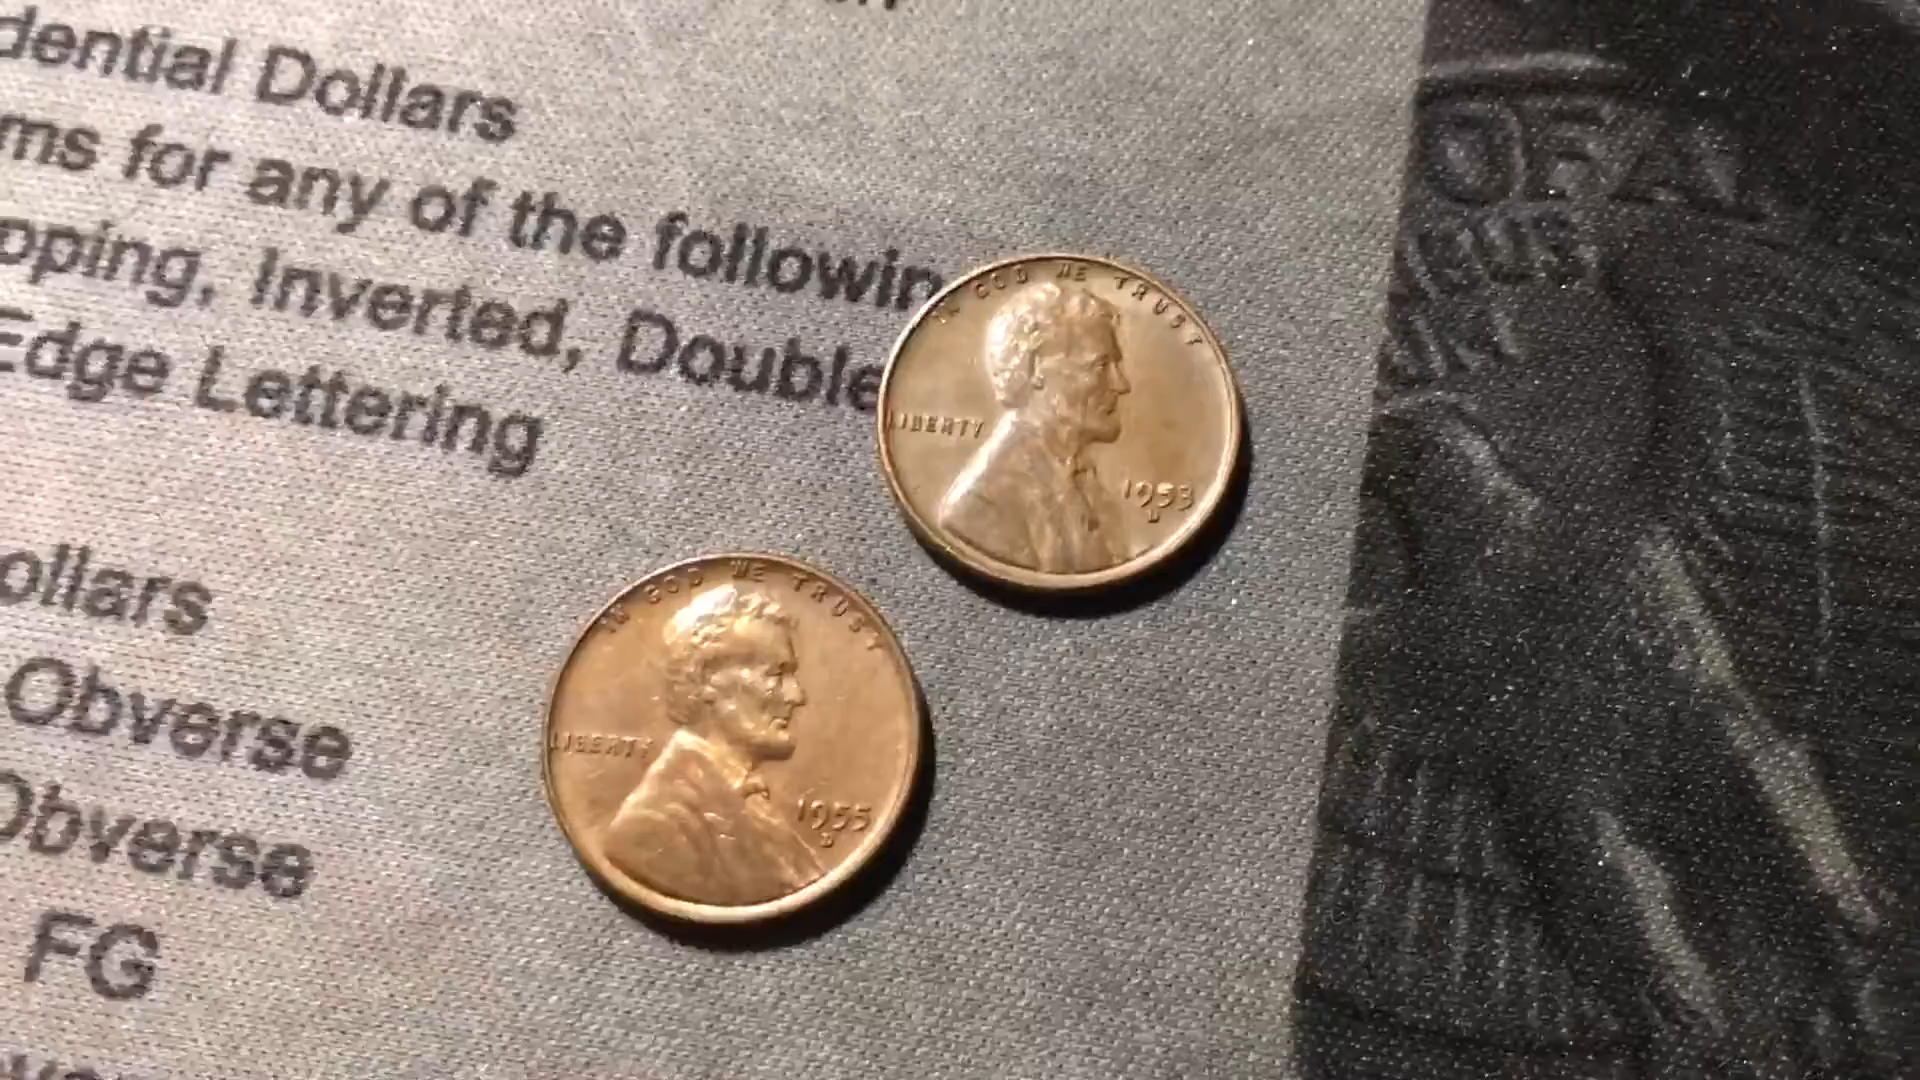 dential Dollars
ms for any of the followin
pping, Inverted, Double
Edge Lettering
ollars
Obverse
Obverse
FG
IN GOD WE TRUST
LIBERTY
1953
D
IN GOD WE TRUST
LIBERTY
1955
D
OF A